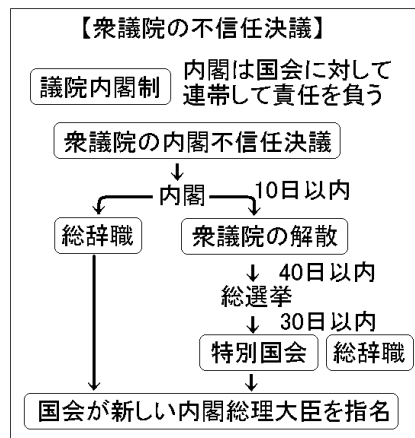 【衆議院の不信任決議】
議院内閣制
内閣は国会に対して
連帯して責任を負う
衆議院の内閣不信任決議
内閣
10日以内
総辞職
衆議院の解散
40日以内
総選挙
30日以内
特別国会
総辞職
国会が新しい内閣総理大臣を指名